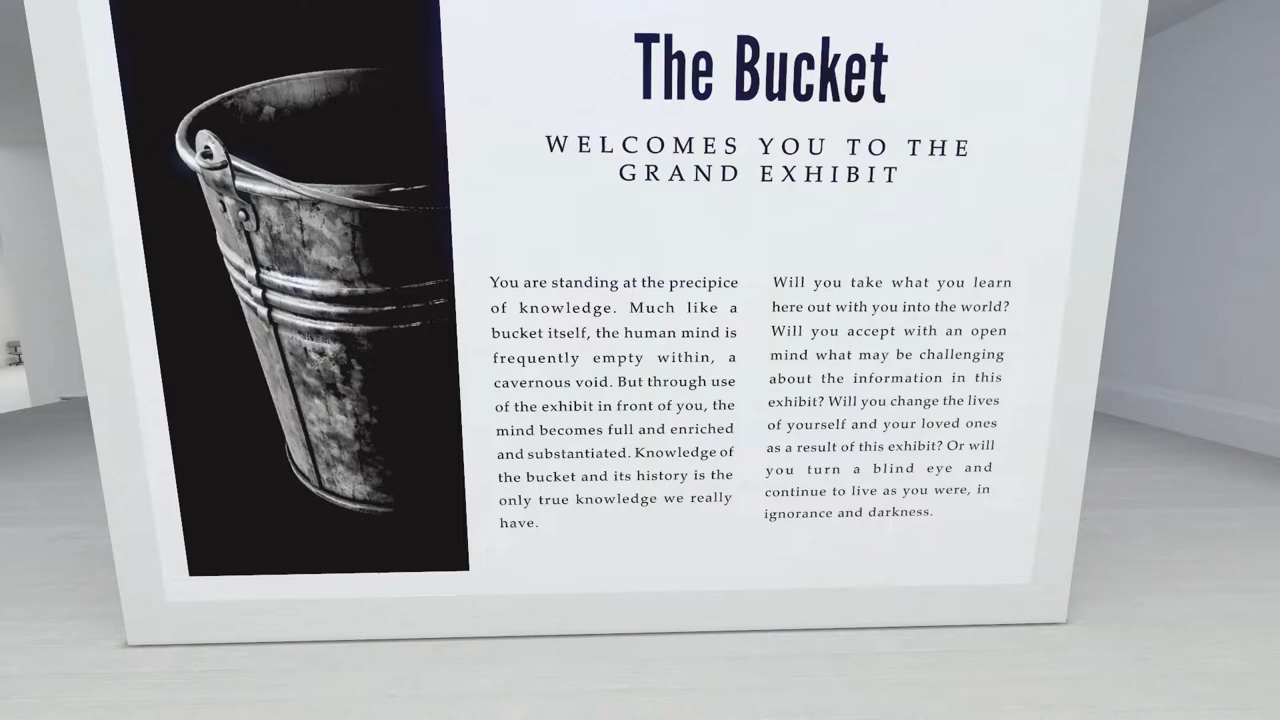 The Bucket
WELCOMES YOU TO THE
GRAND EXHIBIT
You are standing at the precipice
of knowledge. Much like a
bucket itself, the human mind is
frequently empty within, a
cavernous void. But through use
of the exhibit in front of you, the
mind becomes full and enriched
and substantiated. Knowledge of
the bucket and its history is the
only true knowledge we really
have.
Will you take what you learn
here out with you into the world?
Will you accept with an open
mind what may be challenging
about the information in this
exhibit? Will you change the lives
of yourself and your loved ones
as a result of this exhibit? Or will
you turn a blind eye and
continue to live as you were, in
ignorance and darkness.